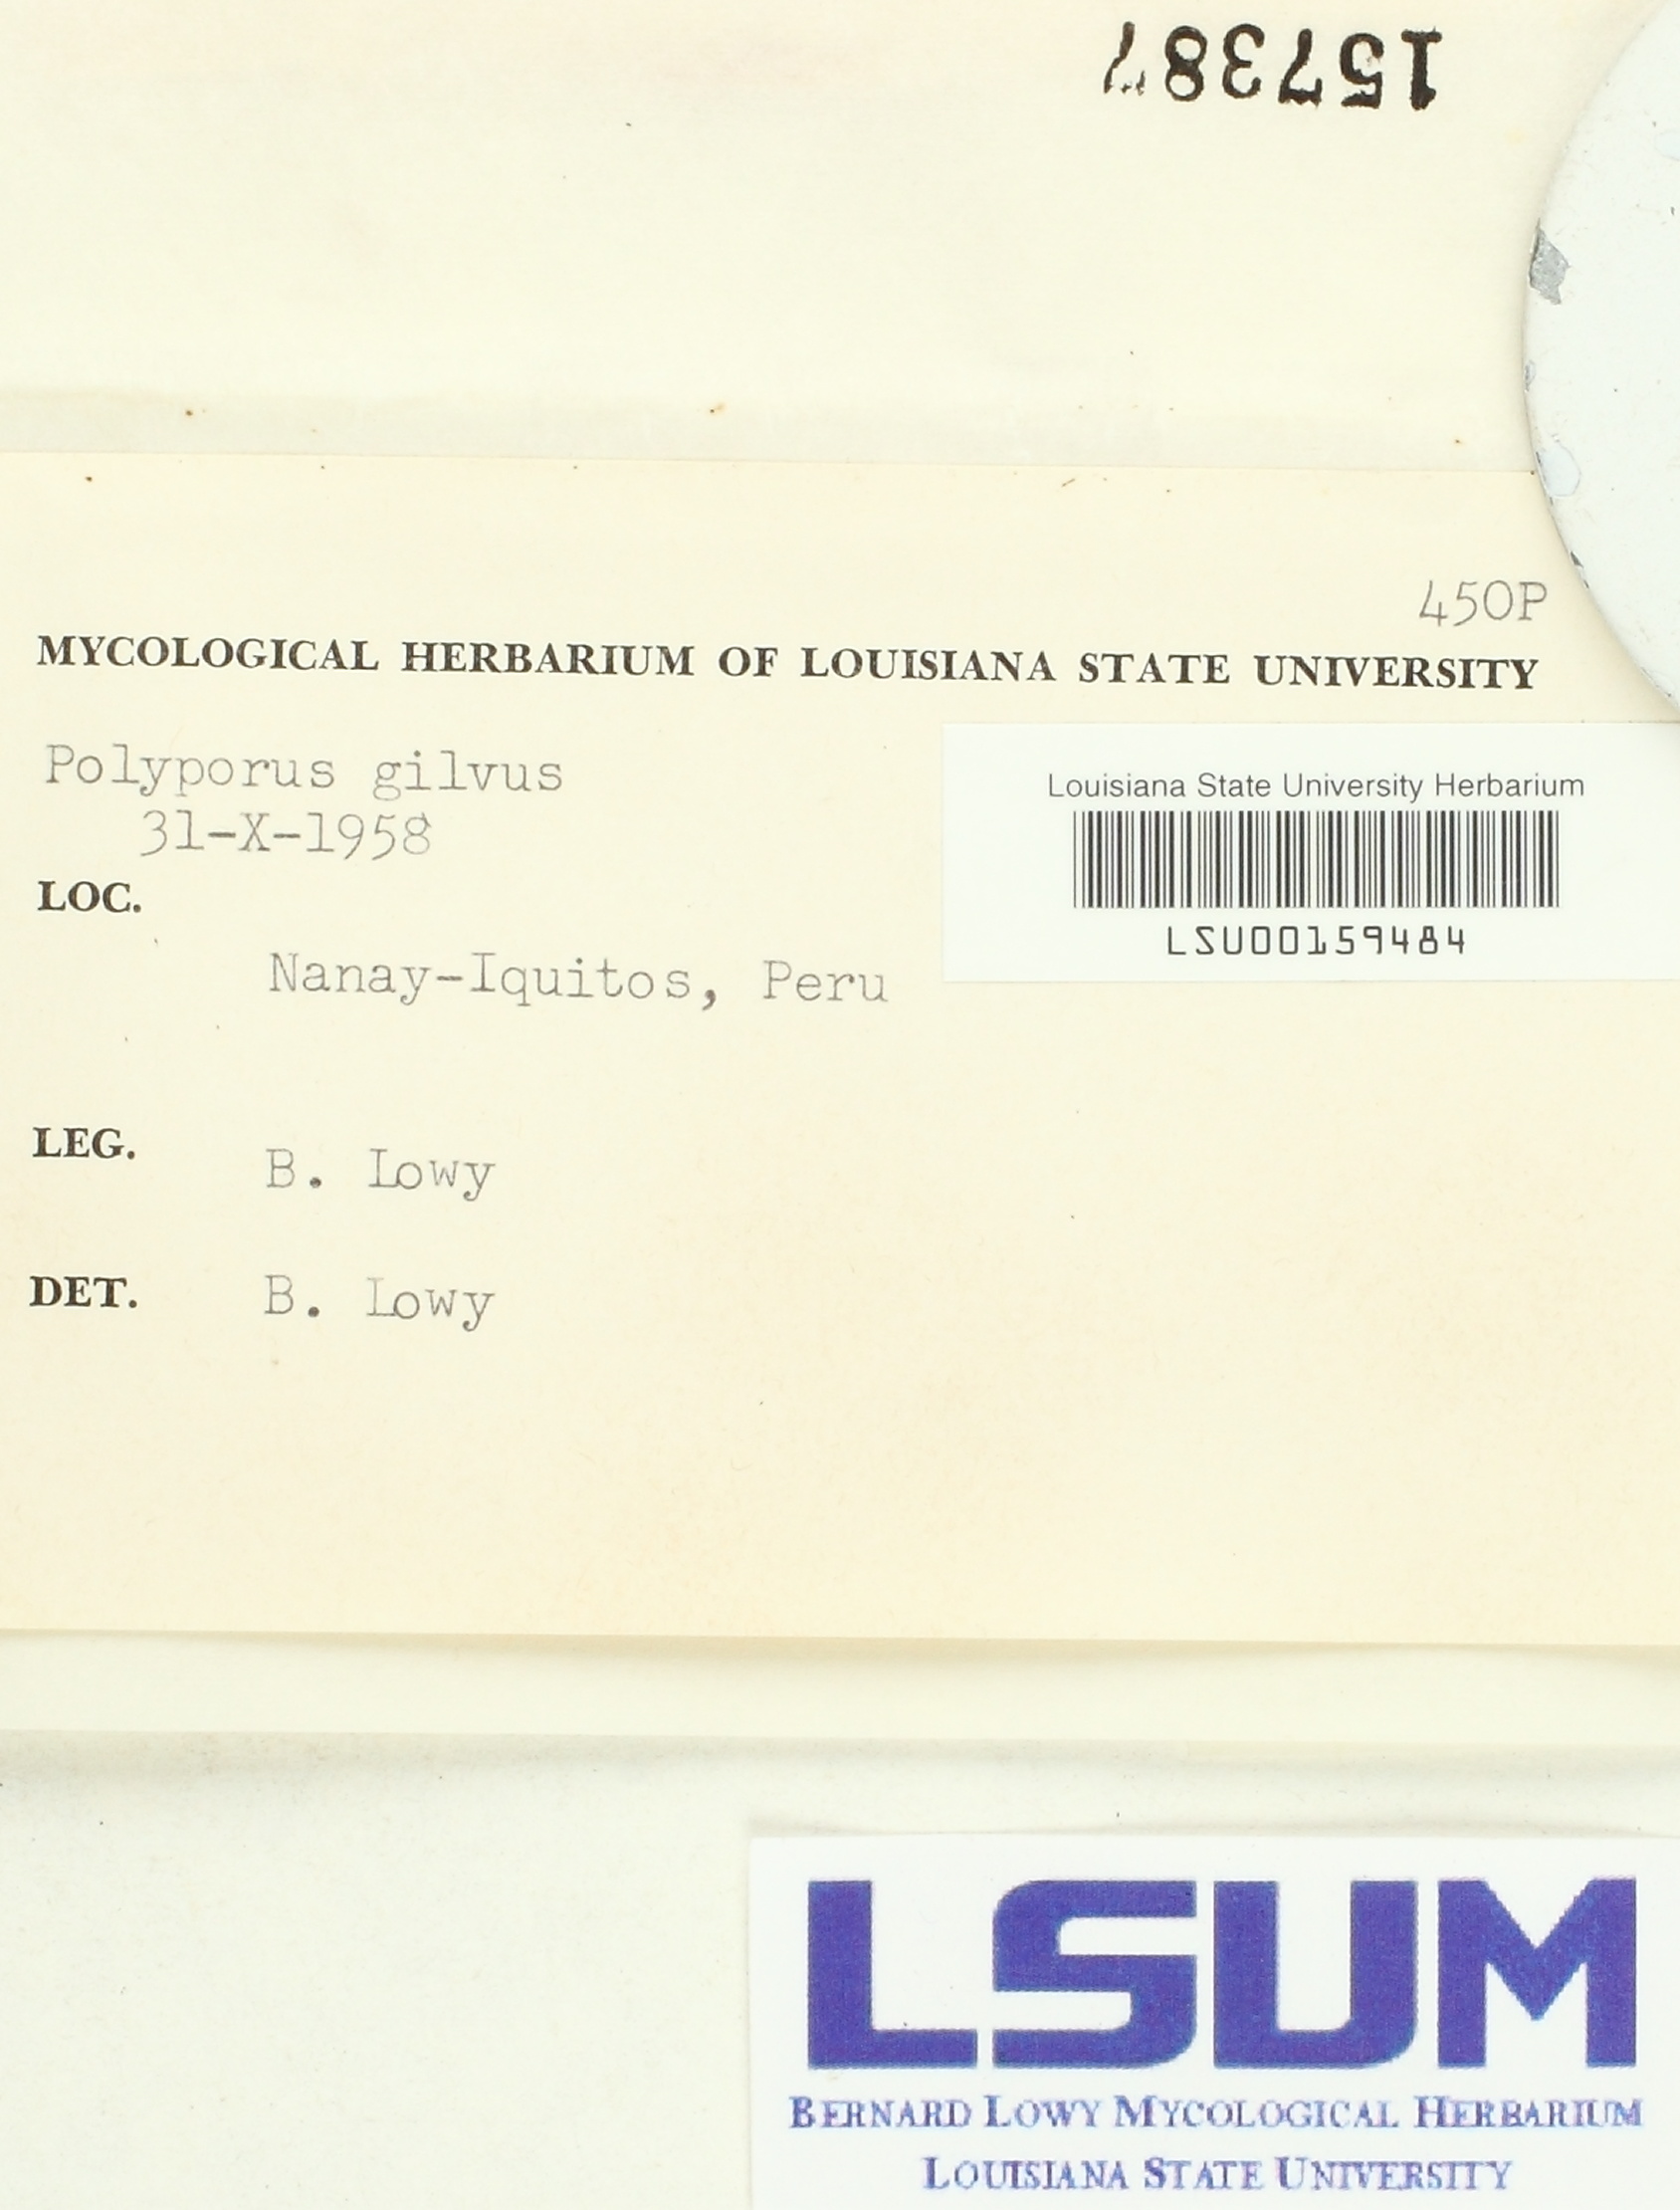 157387
450P
MYCOLOGICAL HERBARIUM OF LOUISIANA STATE UNIVERSITY
Polyporus gilvus
31-X-1958
Louisiana State University Herbarium
LSU00159484
LOC.
Nanay-Iquitos, Peru
LEG. B. Lowy
DET. B. Lowy
LSUM
BERNARD LOWY MYCOLOGICAL HERBARIUM
LOUISIANA STATE UNIVERSITY